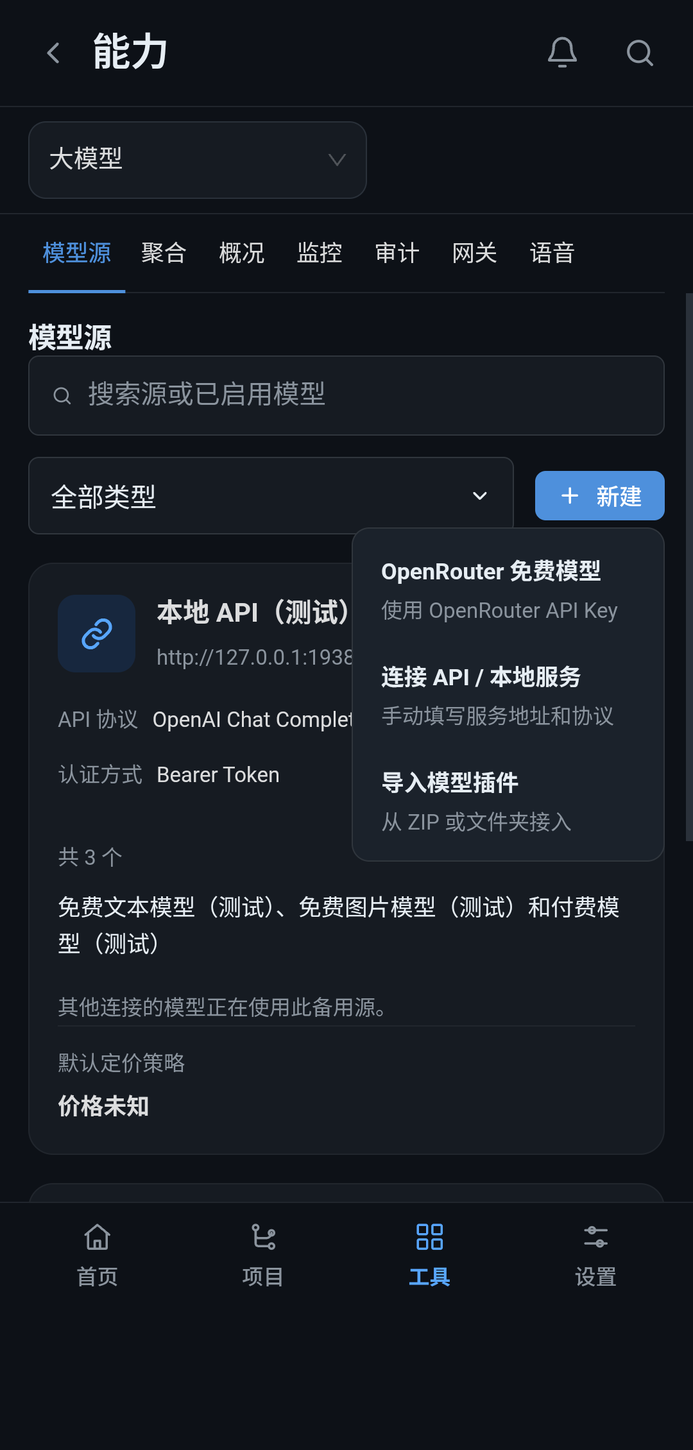 能力
大模型
模型源 聚合 概况 监控 审计 网关 语音
模型源
搜索源或已启用模型
全部类型
+ 新建
OpenRouter 免费模型
使用 OpenRouter API Key
连接 API / 本地服务
手动填写服务地址和协议
导入模型插件
从 ZIP 或文件夹接入
本地 API（测试）
http://127.0.0.1:1938
API 协议 OpenAI Chat Complet
认证方式 Bearer Token
共 3 个
免费文本模型（测试）、免费图片模型（测试）和付费模
型（测试）
其他连接的模型正在使用此备用源。
默认定价策略
价格未知
首页 项目 工具 设置